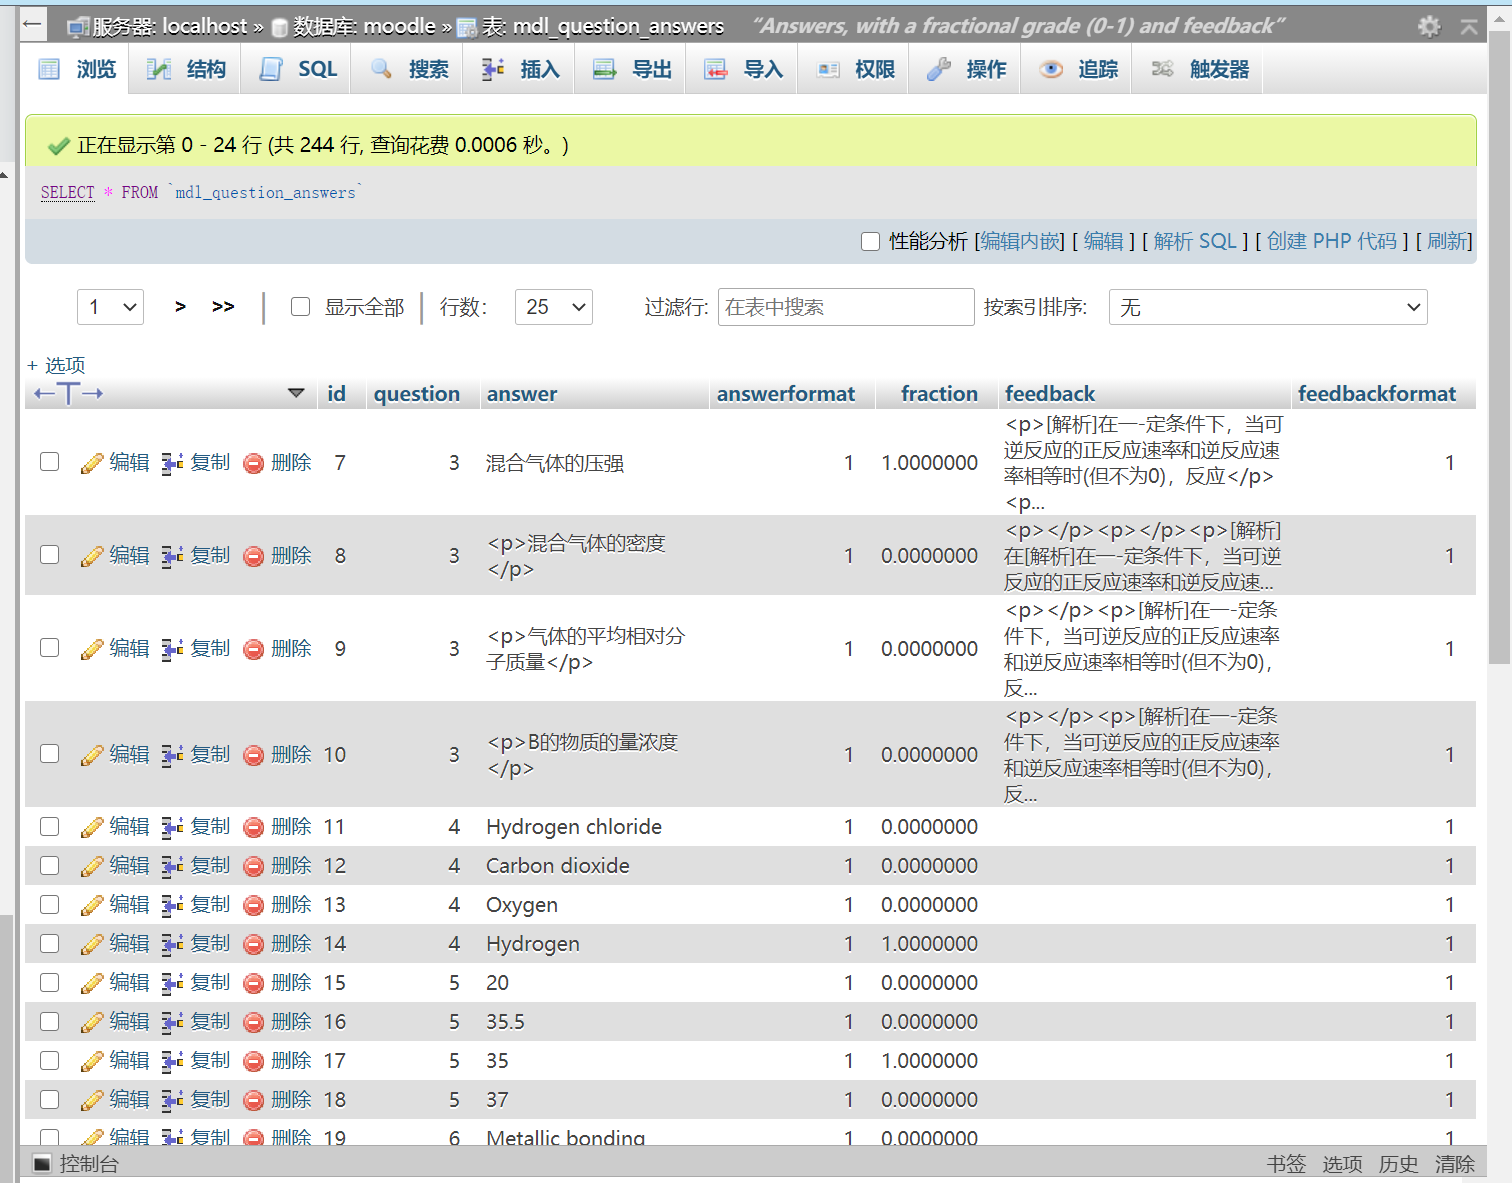 服务器: localhost » 数据库: moodle » 表: mdl_question_answers “Answers, with a fractional grade (0-1) and feedback”
浏览 结构 SQL 搜索 插入 导出 导入 权限 操作 追踪 触发器
正在显示第 0 - 24 行 (共 244 行, 查询花费 0.0006 秒。)
SELECT * FROM `mdl_question_answers`
性能分析 [编辑内嵌] [ 编辑 ] [ 解析 SQL ] [ 创建 PHP 代码 ] [ 刷新]
1 > >> | 显示全部 | 行数: 25 过滤行: 在表中搜索 按索引排序: 无
+ 选项
←T→ id question answer answerformat fraction feedback feedbackformat
<p>[解析]在一-定条件下，当可
逆反应的正反应速率和逆反应速
编辑 复制 删除 7 3 混合气体的压强 1 1.0000000 1
率相等时(但不为0)，反应</p>
<p...
<p></p><p></p><p>[解析]
<p>混合气体的密度
编辑 复制 删除 8 3 1 0.0000000 在[解析]在一-定条件下，当可逆 1
</p>
反应的正反应速率和逆反应速...
<p></p><p>[解析]在一-定条
件下，当可逆反应的正反应速率
<p>气体的平均相对分
编辑 复制 删除 9 3 1 0.0000000 1
子质量</p>
和逆反应速率相等时(但不为0)，
反...
<p></p><p>[解析]在一-定条
件下，当可逆反应的正反应速率
<p>B的物质的量浓度
编辑 复制 删除 10 3 1 0.0000000 1
</p>
和逆反应速率相等时(但不为0)，
反...
编辑 复制 删除 11 4 Hydrogen chloride 1 0.0000000 1
编辑 复制 删除 12 4 Carbon dioxide 1 0.0000000 1
编辑 复制 删除 13 4 Oxygen 1 0.0000000 1
编辑 复制 删除 14 4 Hydrogen 1 1.0000000 1
编辑 复制 删除 15 5 20 1 0.0000000 1
编辑 复制 删除 16 5 35.5 1 0.0000000 1
编辑 复制 删除 17 5 35 1 1.0000000 1
编辑 复制 删除 18 5 37 1 0.0000000 1
编辑 复制 删除 19 6 Metallic bonding 1 0.0000000 1
控制台 书签 选项 历史 清除